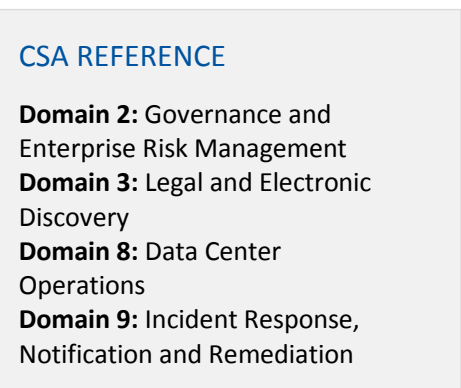 CSA REFERENCE
Domain 2: Governance and
Enterprise Risk Management
Domain 3: Legal and Electronic
Discovery
Domain 8: Data Center
Operations
Domain 9: Incident Response,
Notification and Remediation